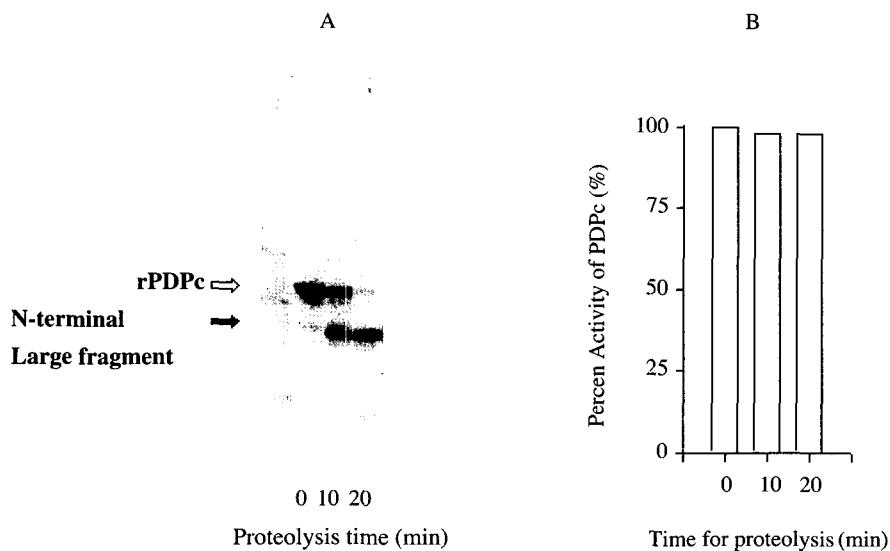 A
B
rPDPc
N-terminal
Large fragment
0 10 20
Proteolysis time (min)
Percen Activity of PDPc (%)
100
75
50
25
0
0 10 20
Time for proteolysis (min)